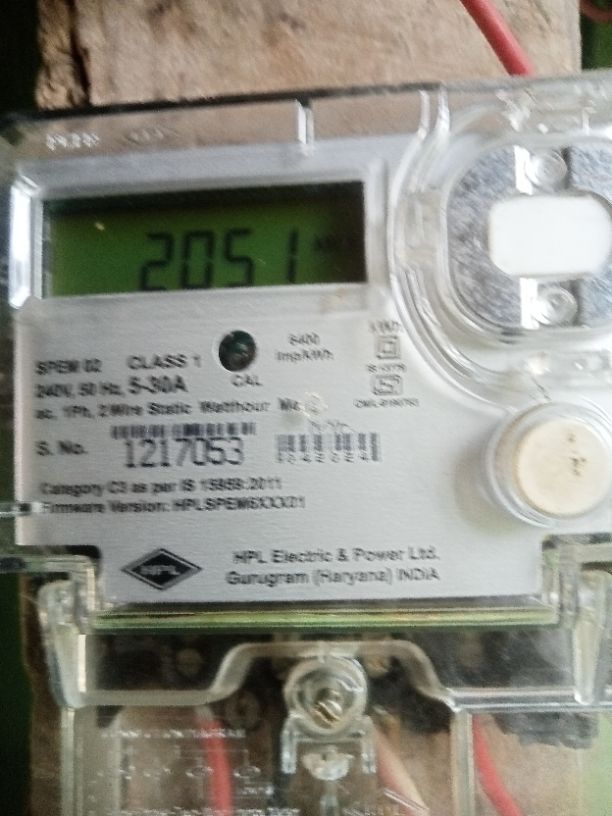 2051
SPEM 02 CLASS 1
6400
imp/kWh
240V, 50 Hz, 5-30A
CAL
ac, 1Ph, 2 Wire Static Watthour
S. No. 1217053
Category C3 as per IS 15959:2011
Firmware Version:
HPL HPL Electric & Power Ltd.
Gurugram (Haryana) INDIA